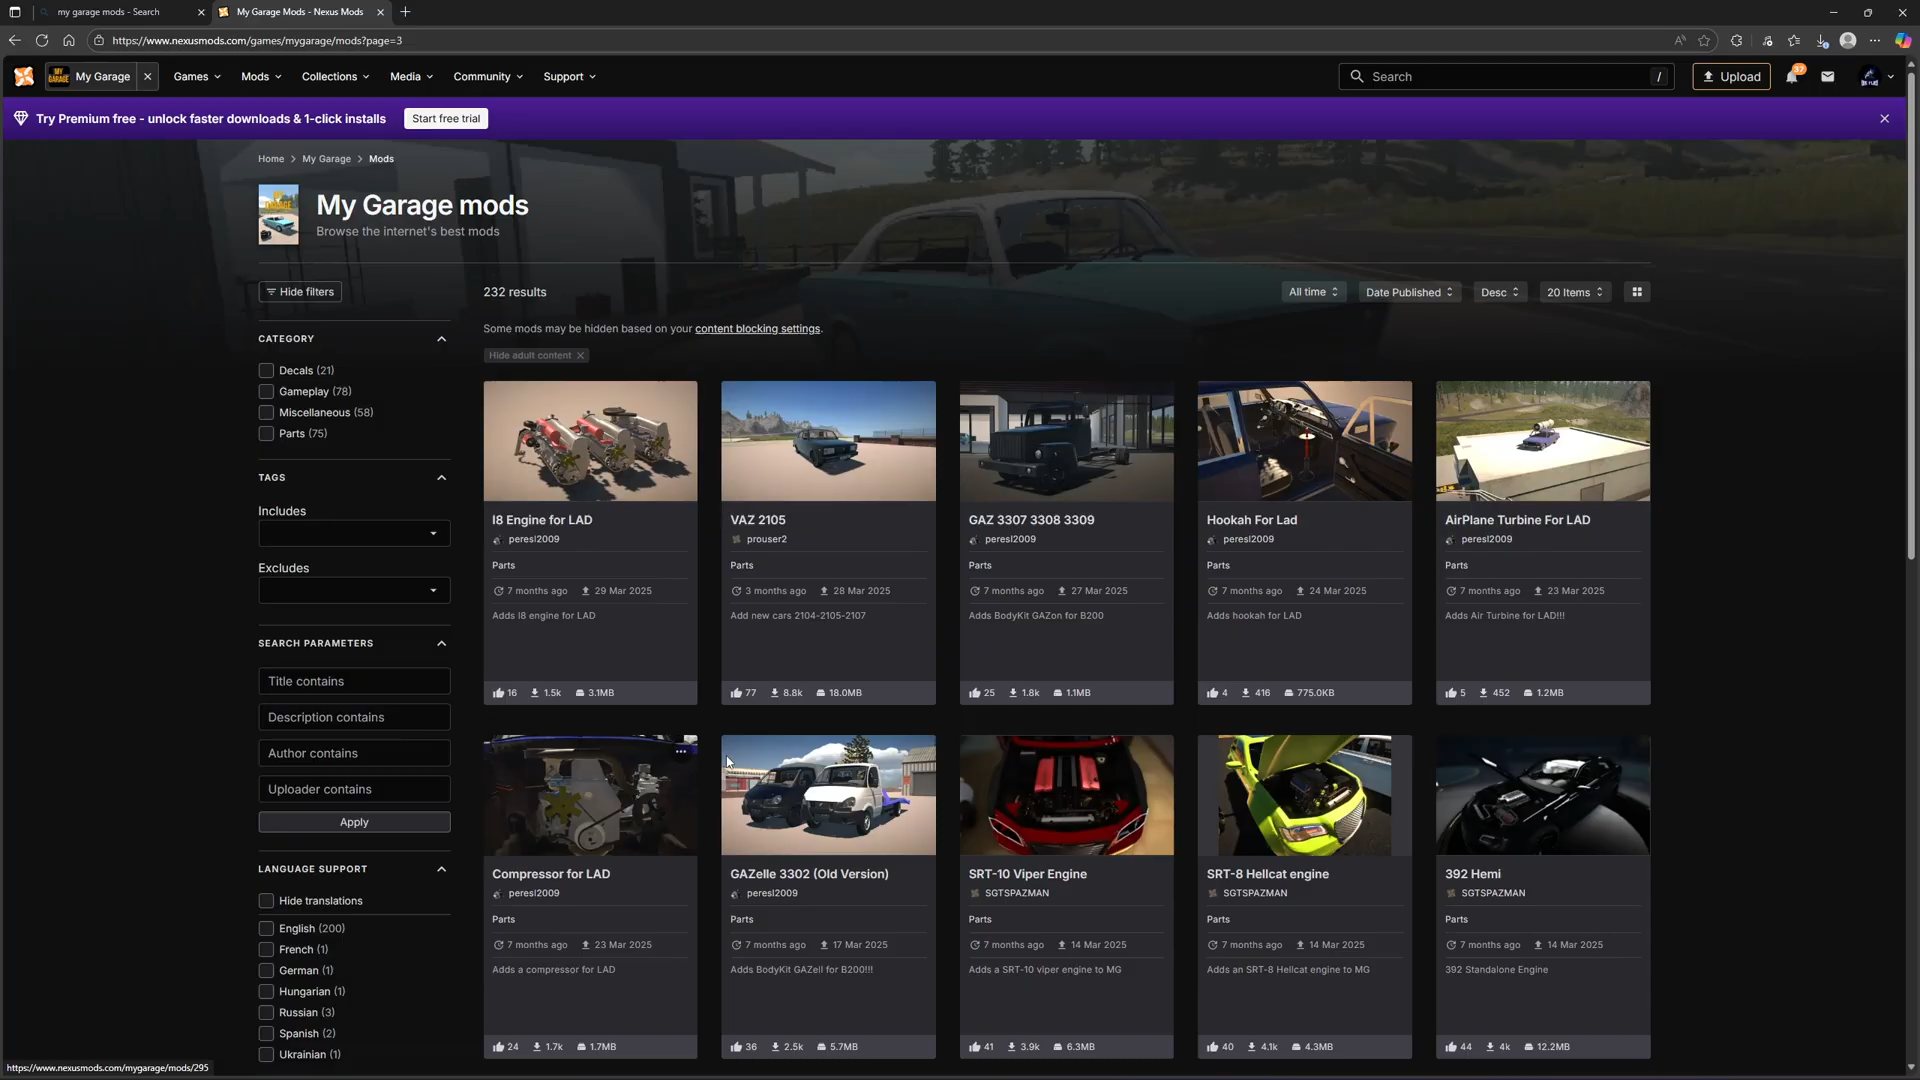 my garage mods - Search
My Garage Mods - Nexus Mods
https://www.nexusmods.com/games/mygarage/mods?page=3
My Garage
Games
Mods
Collections
Media
Community
Support
Search
/
Upload
37
Try Premium free - unlock faster downloads & 1-click installs
Start free trial
Home > My Garage > Mods
My Garage mods
Browse the internet's best mods
Hide filters
232 results
All time
Date Published
Desc
20 Items
Some mods may be hidden based on your content blocking settings.
Hide adult content
CATEGORY
Decals (21)
Gameplay (78)
Miscellaneous (58)
Parts (75)
TAGS
Includes
Excludes
SEARCH PARAMETERS
Title contains
Description contains
Author contains
Uploader contains
Apply
LANGUAGE SUPPORT
Hide translations
English (200)
French (1)
German (1)
Hungarian (1)
Russian (3)
Spanish (2)
Ukrainian (1)
I8 Engine for LAD
peresl2009
Parts
7 months ago 29 Mar 2025
Adds I8 engine for LAD
16 1.5k 3.1MB
VAZ 2105
prouser2
Parts
3 months ago 28 Mar 2025
Add new cars 2104-2105-2107
77 8.8k 18.0MB
GAZ 3307 3308 3309
peresl2009
Parts
7 months ago 27 Mar 2025
Adds BodyKit GAZon for B200
25 1.8k 1.1MB
Hookah For Lad
peresl2009
Parts
7 months ago 24 Mar 2025
Adds hookah for LAD
4 416 775.0KB
AirPlane Turbine For LAD
peresl2009
Parts
7 months ago 23 Mar 2025
Adds Air Turbine for LAD!!!
5 452 1.2MB
Compressor for LAD
peresl2009
Parts
7 months ago 23 Mar 2025
Adds a compressor for LAD
24 1.7k 1.7MB
GAZelle 3302 (Old Version)
peresl2009
Parts
7 months ago 17 Mar 2025
Adds BodyKit GAZell for B200!!!
36 2.5k 5.7MB
SRT-10 Viper Engine
SGTSPAZMAN
Parts
7 months ago 14 Mar 2025
Adds a SRT-10 viper engine to MG
41 3.9k 6.3MB
SRT-8 Hellcat engine
SGTSPAZMAN
Parts
7 months ago 14 Mar 2025
Adds an SRT-8 Hellcat engine to MG
40 4.1k 4.3MB
392 Hemi
SGTSPAZMAN
Parts
7 months ago 14 Mar 2025
392 Standalone Engine
44 4k 12.2MB
https://www.nexusmods.com/mygarage/mods/295